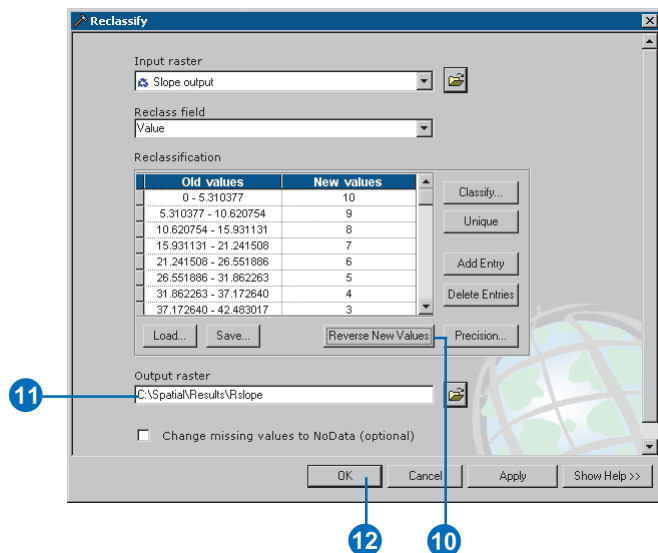 Reclassify
Input raster
Slope output
Reclass field
Value
Reclassification
Old values New values
0 - 5.310377 10
5.310377 - 10.620754 9
10.620754 - 15.931131 8
15.931131 - 21.241508 7
21.241508 - 26.551886 6
26.551886 - 31.862263 5
31.862263 - 37.172640 4
37.172640 - 42.483017 3
Classify...
Unique
Add Entry
Delete Entries
Load... Save... Reverse New Values Precision...
Output raster
11 C:\Spatial\Results\Rslope
Change missing values to NoData (optional)
OK Cancel Apply Show Help >>
12 10